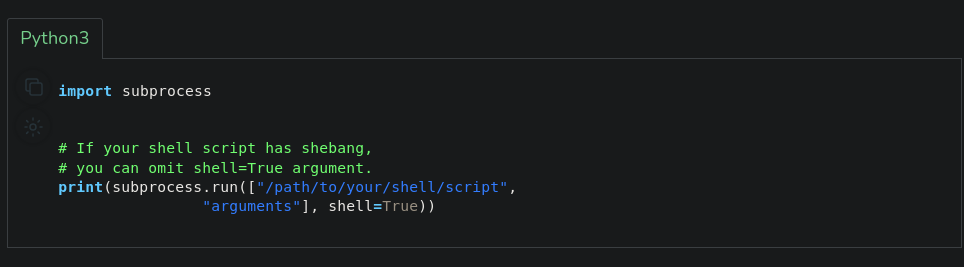 Python3
import subprocess
# If your shell script has shebang,
# you can omit shell=True argument.
print(subprocess.run(["/path/to/your/shell/script",
"arguments"], shell=True))